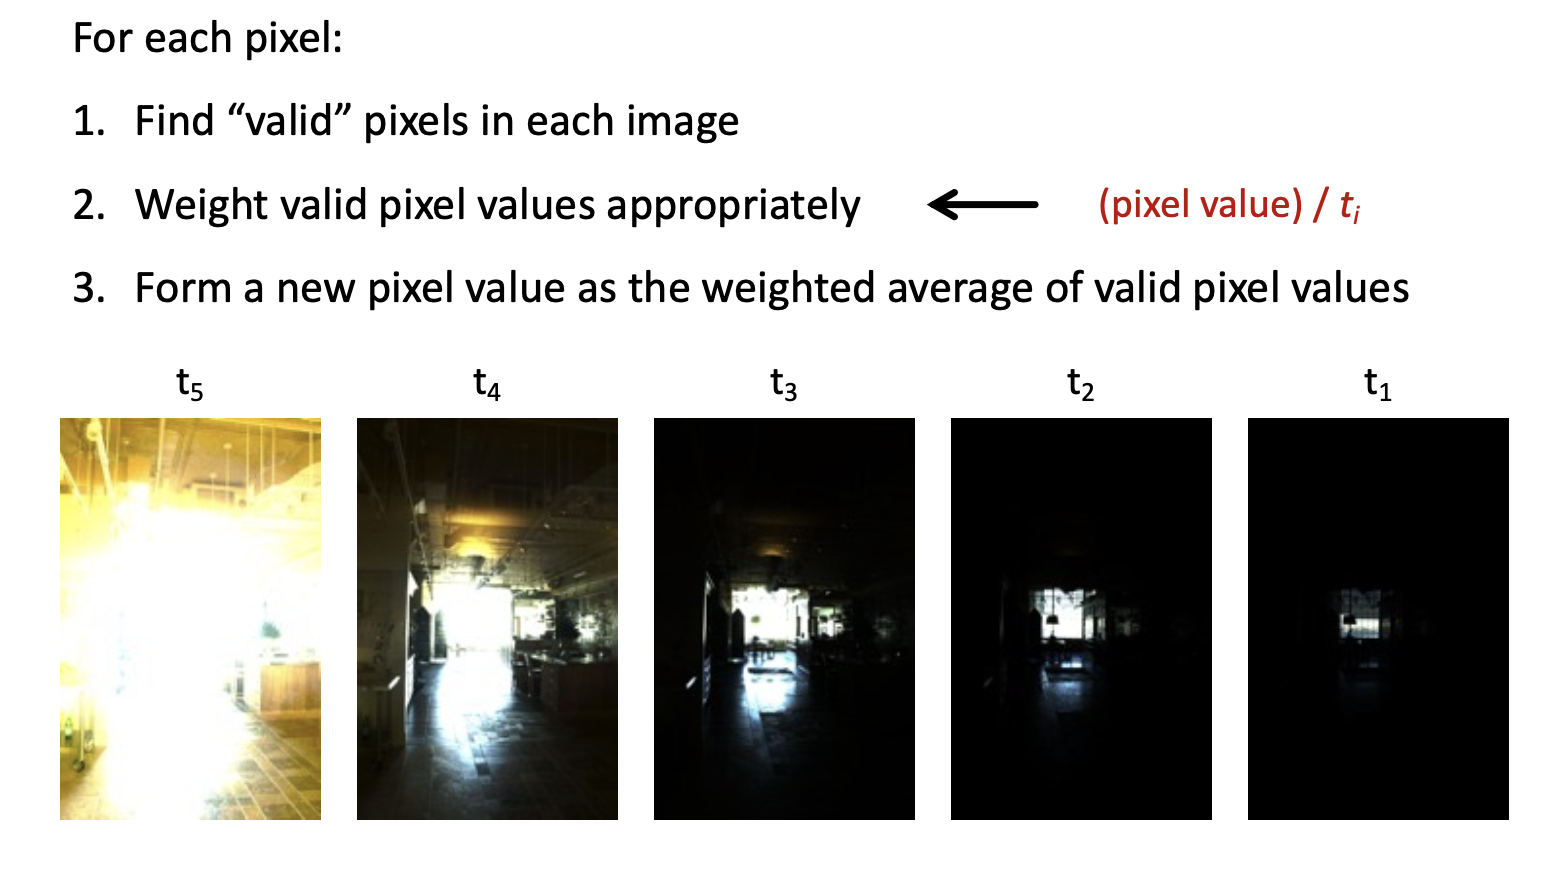 For each pixel:
1. Find “valid” pixels in each image
2. Weight valid pixel values appropriately (pixel value) / tᵢ
3. Form a new pixel value as the weighted average of valid pixel values
t₅ t₄ t₃ t₂ t₁